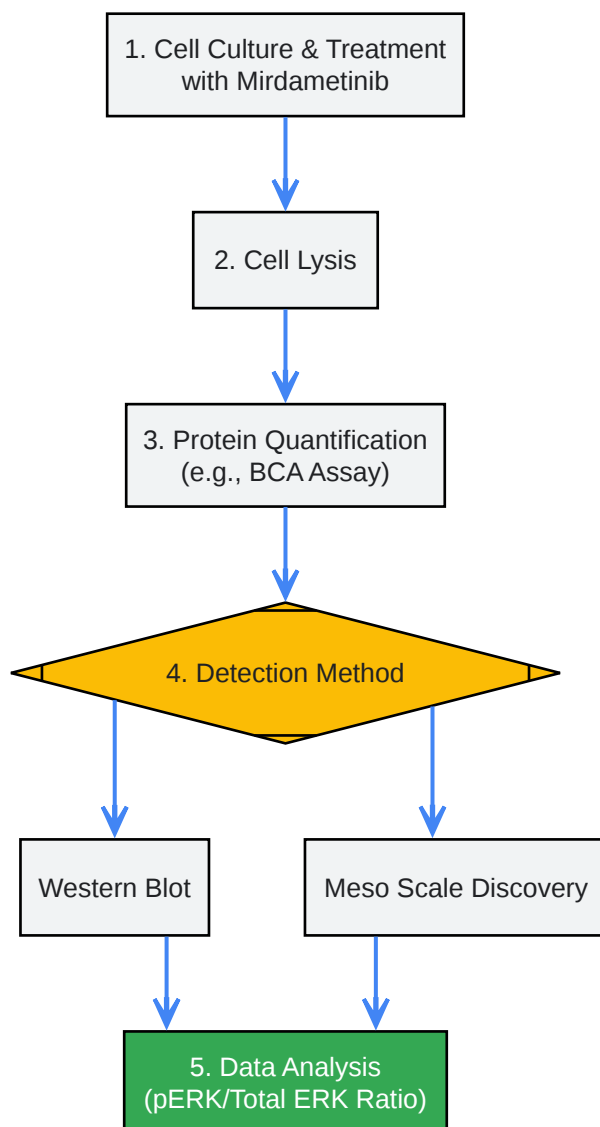 1. Cell Culture & Treatment
with Mirdametinib
2. Cell Lysis
3. Protein Quantification
(e.g., BCA Assay)
4. Detection Method
Western Blot
Meso Scale Discovery
5. Data Analysis
(pERK/Total ERK Ratio)